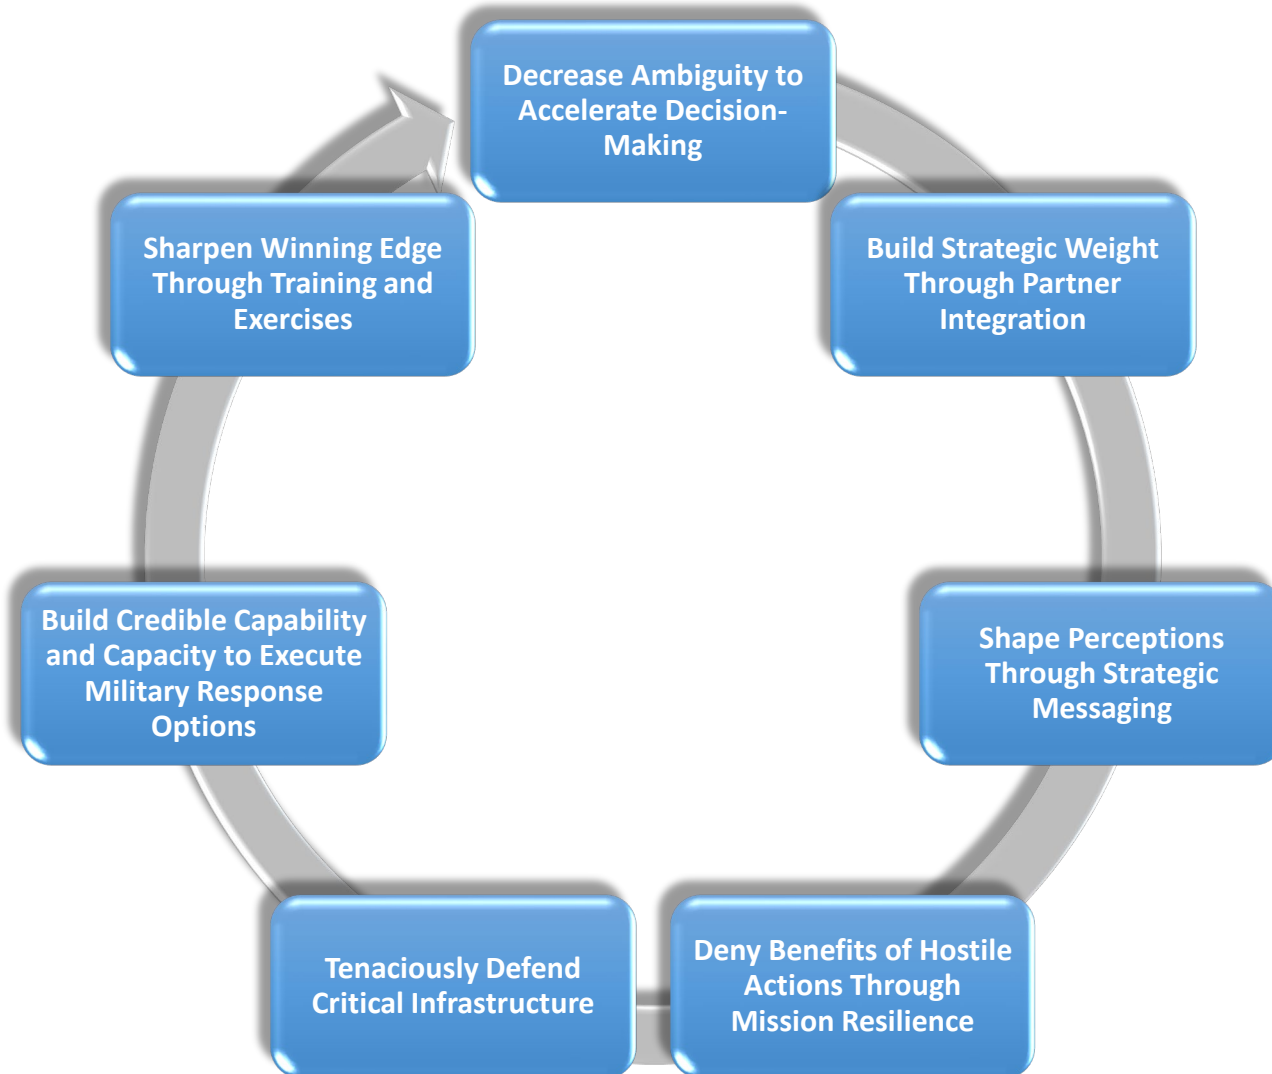 Decrease Ambiguity to
Accelerate Decision-
Making
Build Strategic Weight
Through Partner
Integration
Shape Perceptions
Through Strategic
Messaging
Deny Benefits of Hostile
Actions Through
Mission Resilience
Tenaciously Defend
Critical Infrastructure
Build Credible Capability
and Capacity to Execute
Military Response
Options
Sharpen Winning Edge
Through Training and
Exercises